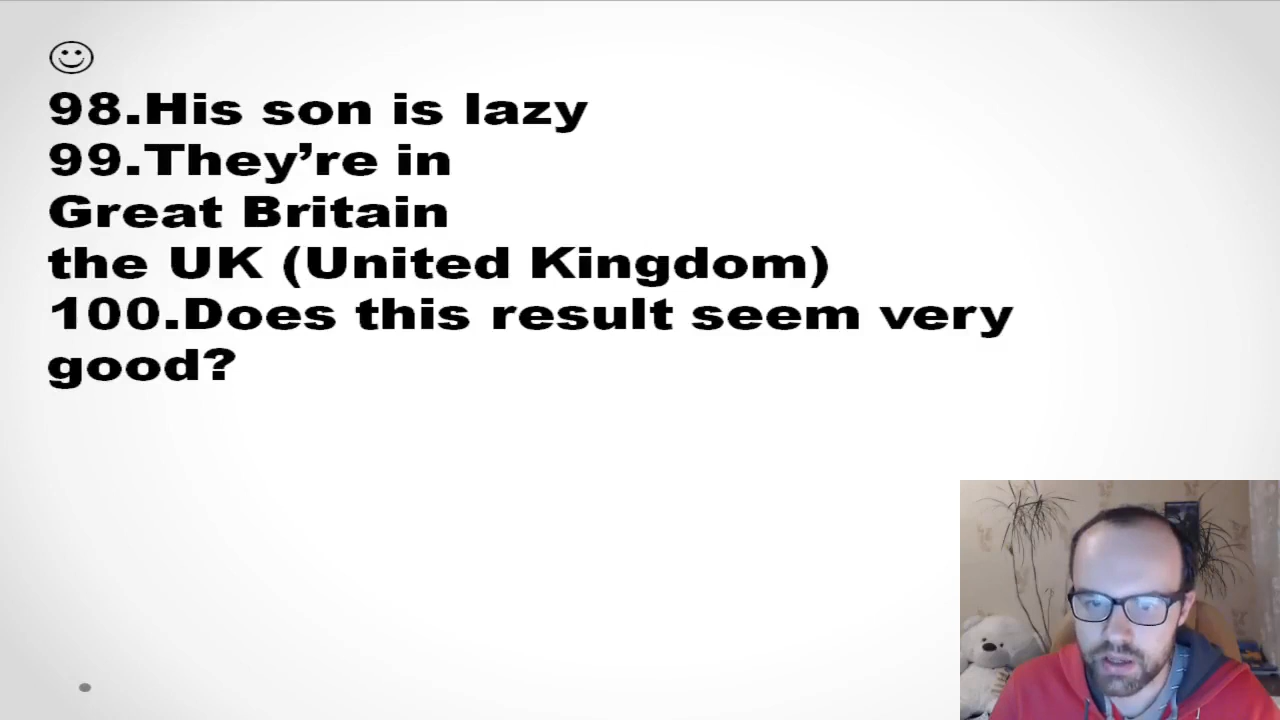 98.His son is lazy
99.They’re in
Great Britain
the UK (United Kingdom)
100.Does this result seem very
good?